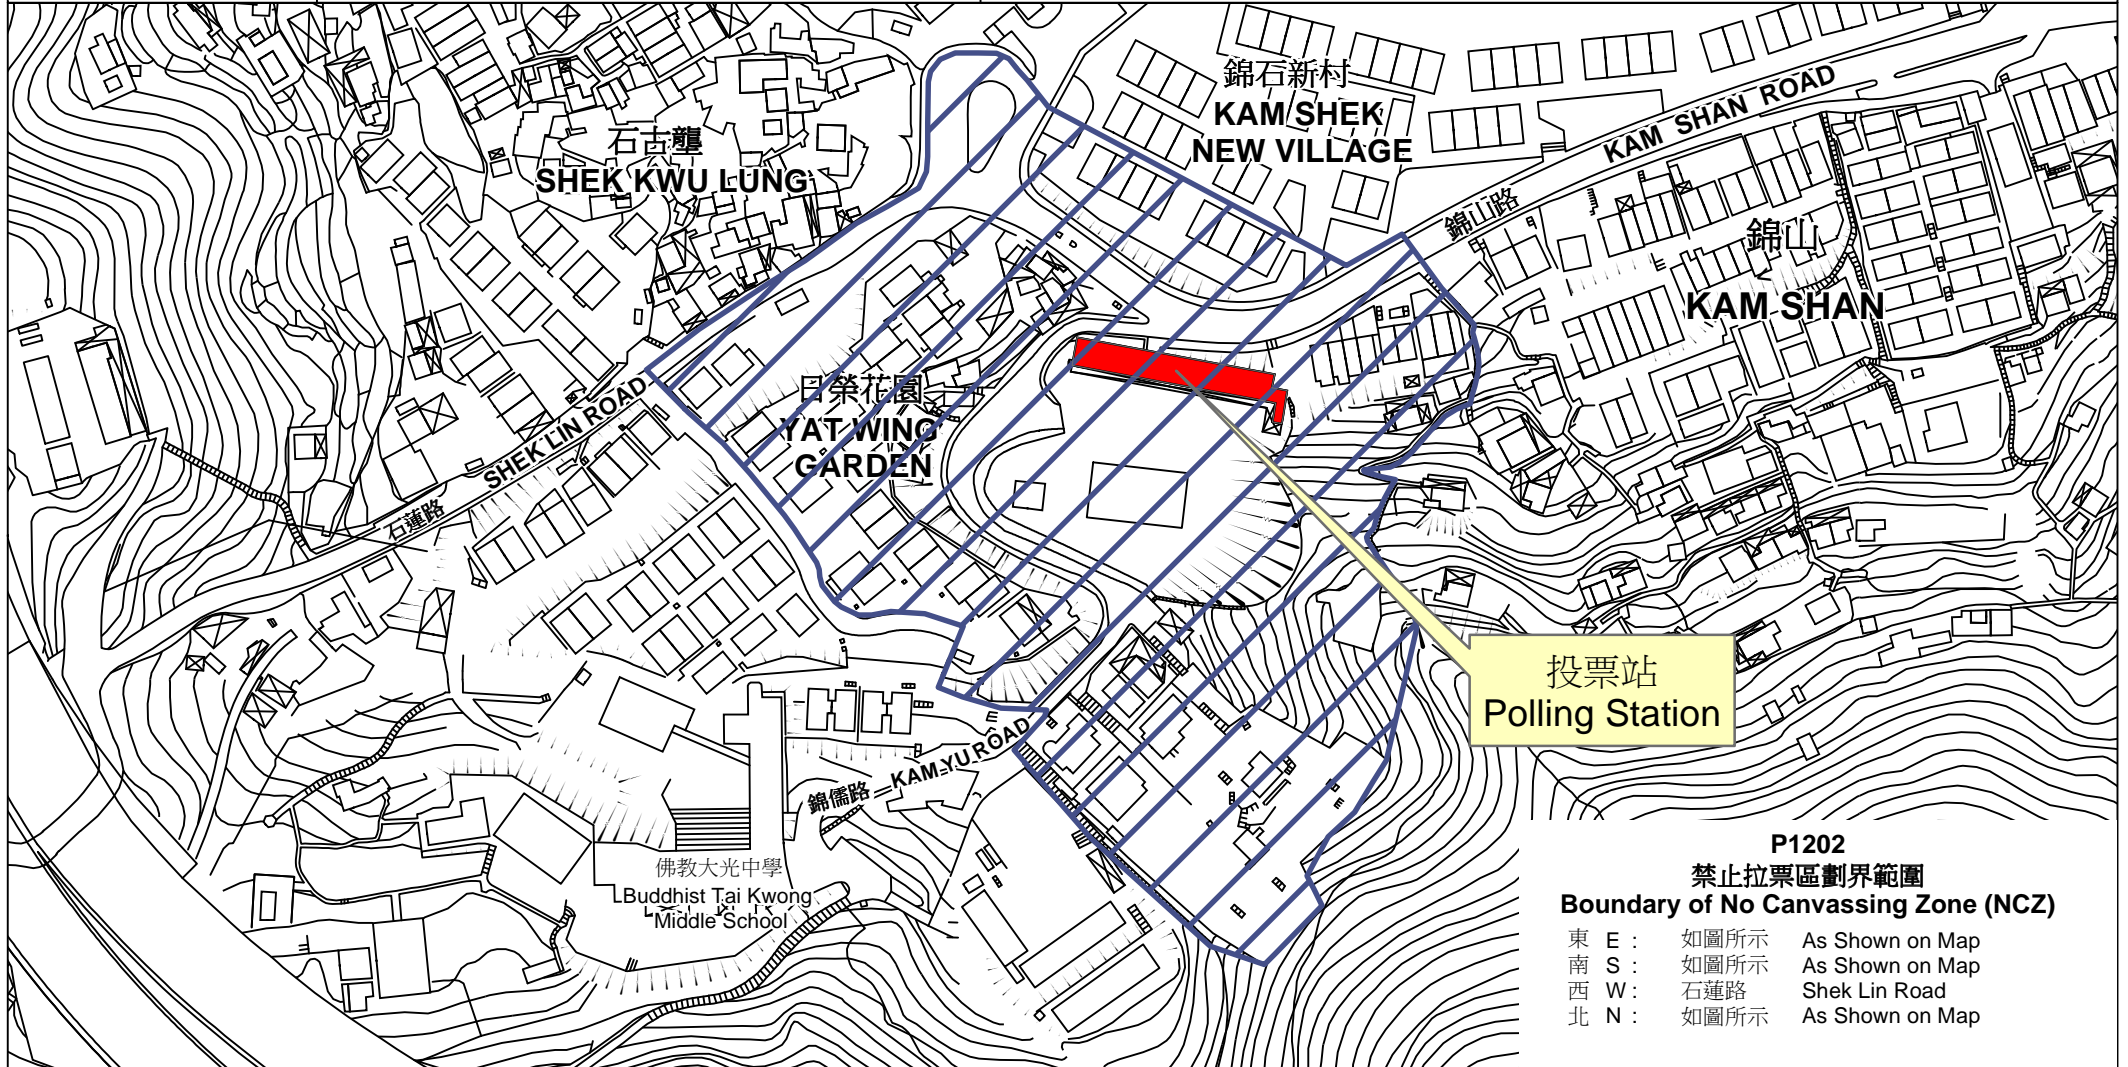 錦石新村
KAM SHEK
NEW VILLAGE
KAM SHAN ROAD
錦山路
石古壟
SHEK KWU LUNG
錦山
KAM SHAN
日榮花園
YAT WING
GARDEN
SHEK LIN ROAD
石蓮路
投票站
Polling Station
錦儒路
KAM YU ROAD
佛教大光中學
Buddhist Tai Kwong
Middle School
P1202
禁止拉票區劃界範圍
Boundary of No Canvassing Zone (NCZ)
東 E : 如圖所示 As Shown on Map
南 S : 如圖所示 As Shown on Map
西 W : 石蓮路 Shek Lin Road
北 N : 如圖所示 As Shown on Map